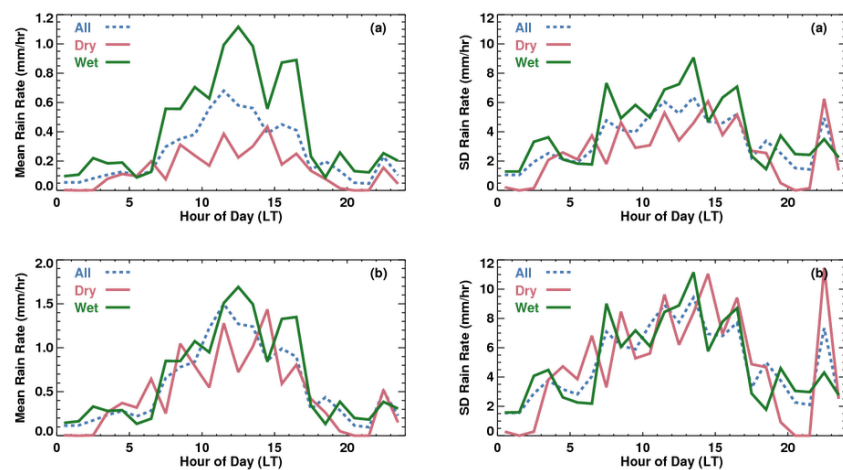 Mean Rain Rate (mm/hr)
1.2
1.0
0.8
0.6
0.4
0.2
0.0
All
Dry
Wet
(a)
0 5 10 15 20
Hour of Day (LT)
SD Rain Rate (mm/hr)
12
10
8
6
4
2
0
All
Dry
Wet
(a)
0 5 10 15 20
Hour of Day (LT)
Mean Rain Rate (mm/hr)
2.0
1.5
1.0
0.5
0.0
All
Dry
Wet
(b)
0 5 10 15 20
Hour of Day (LT)
SD Rain Rate (mm/hr)
12
10
8
6
4
2
0
All
Dry
Wet
(b)
0 5 10 15 20
Hour of Day (LT)